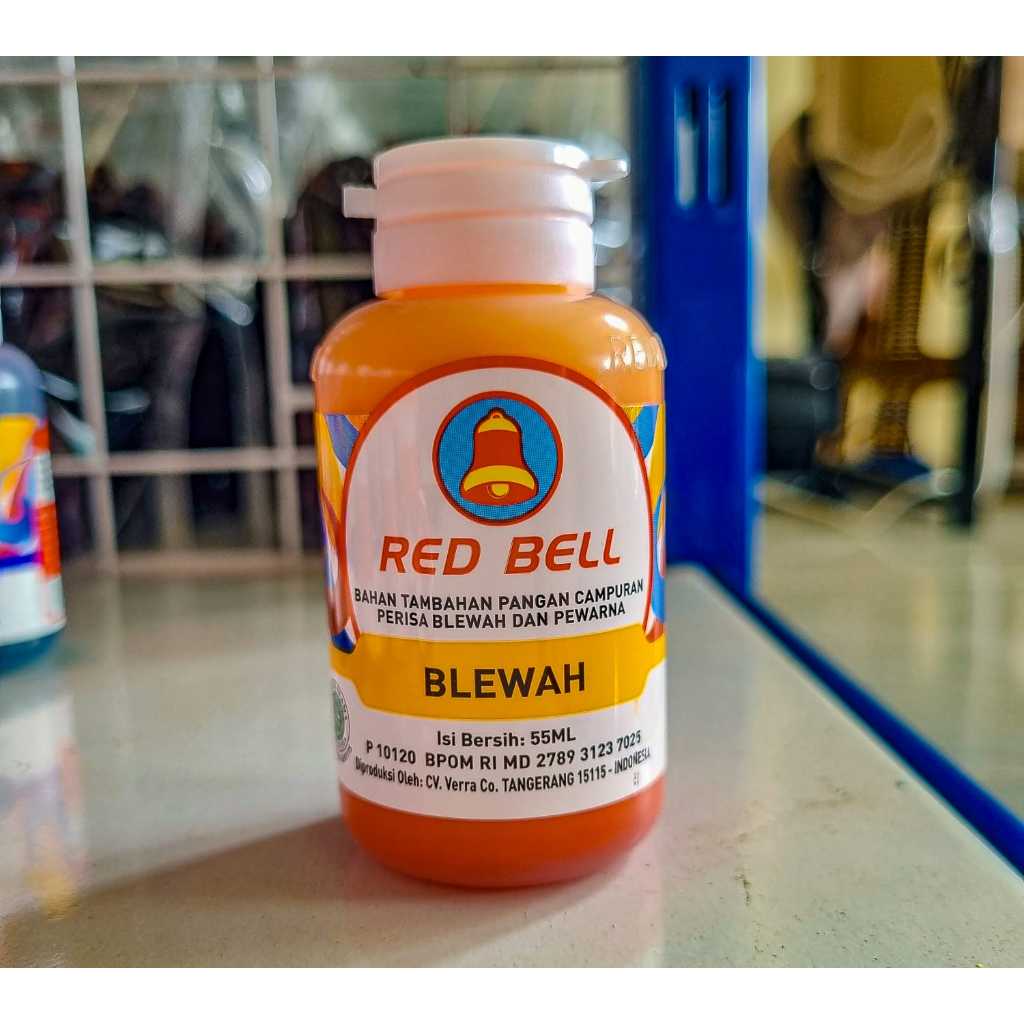 RED BELL
BAHAN TAMBAHAN PANGAN CAMPURAN
PERISA BLEWAH DAN PEWARNA
BLEWAH
Isi Bersih: 55ML
P 10120 BPOM RI MD 2789 3123 7025
Diproduksi Oleh: CV. Verra Co. TANGERANG 15115 - INDONESIA